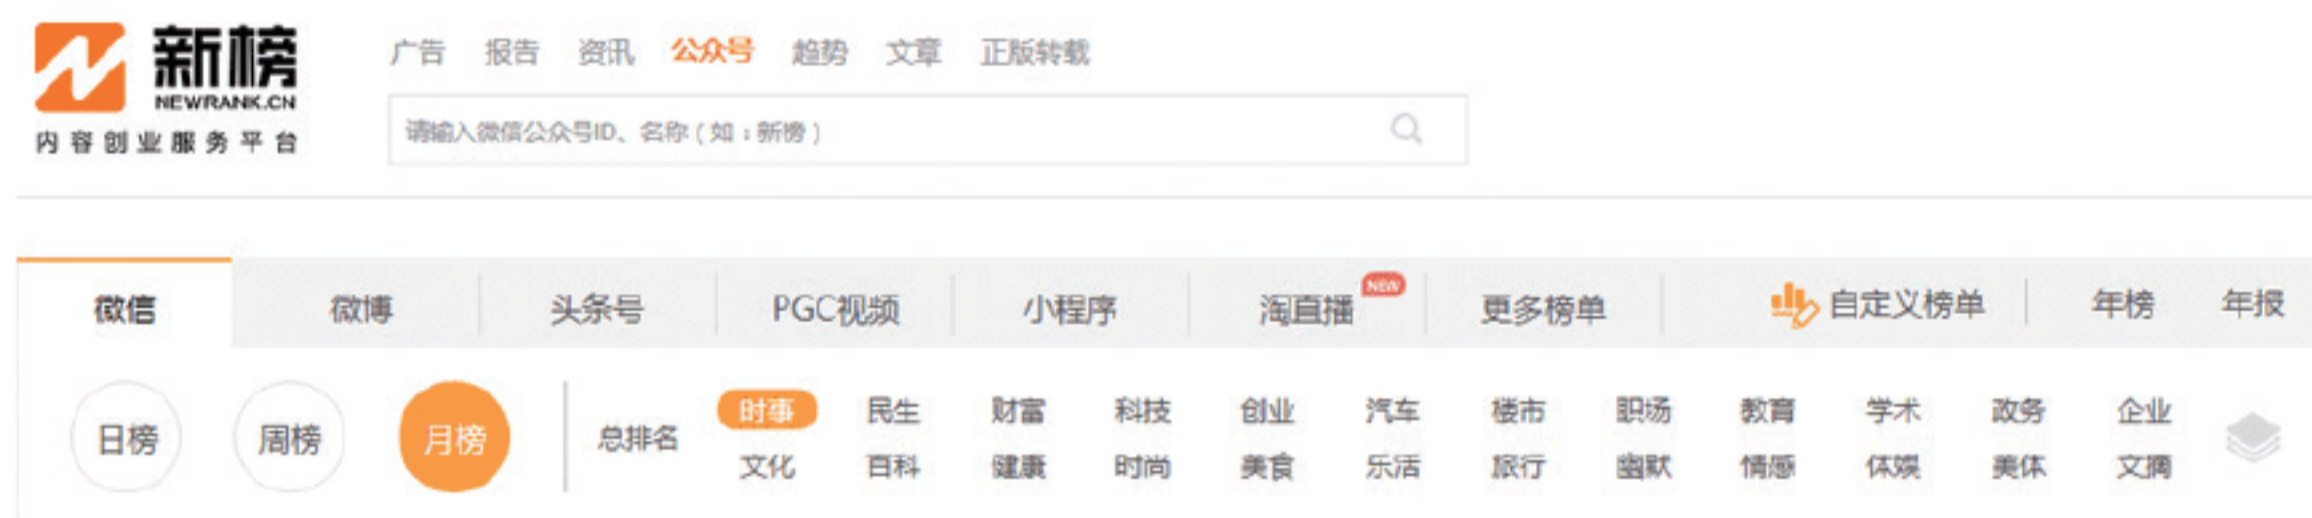 新榜
NEWRANK.CN
内容创业服务平台
广告 报告 资讯 公众号 趋势 文章 正版转载
请输入微信公众号ID、名称(如:新榜)
微信 微博 头条号 PGC视频 小程序 淘直播 NEW 更多榜单 自定义榜单 年榜 年报
日榜 周榜 月榜 总排名
时事 民生 财富 科技 创业 汽车 楼市 职场 教育 学术 政务 企业
文化 百科 健康 时尚 美食 乐活 旅行 幽默 情感 体娱 美体 文摘